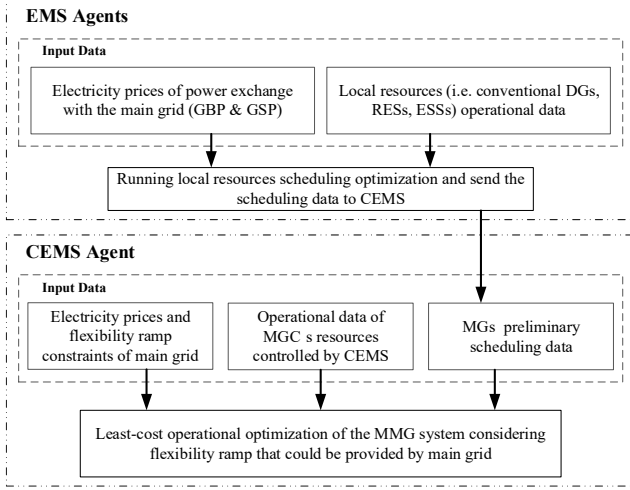 EMS Agents
Input Data
Electricity prices of power exchange
with the main grid (GBP & GSP)
Local resources (i.e. conventional DGs,
RESs, ESSs) operational data
Running local resources scheduling optimization and send the
scheduling data to CEMS
CEMS Agent
Input Data
Electricity prices and
flexibility ramp
constraints of main grid
Operational data of
MGC s resources
controlled by CEMS
MGs preliminary
scheduling data
Least-cost operational optimization of the MMG system considering
flexibility ramp that could be provided by main grid